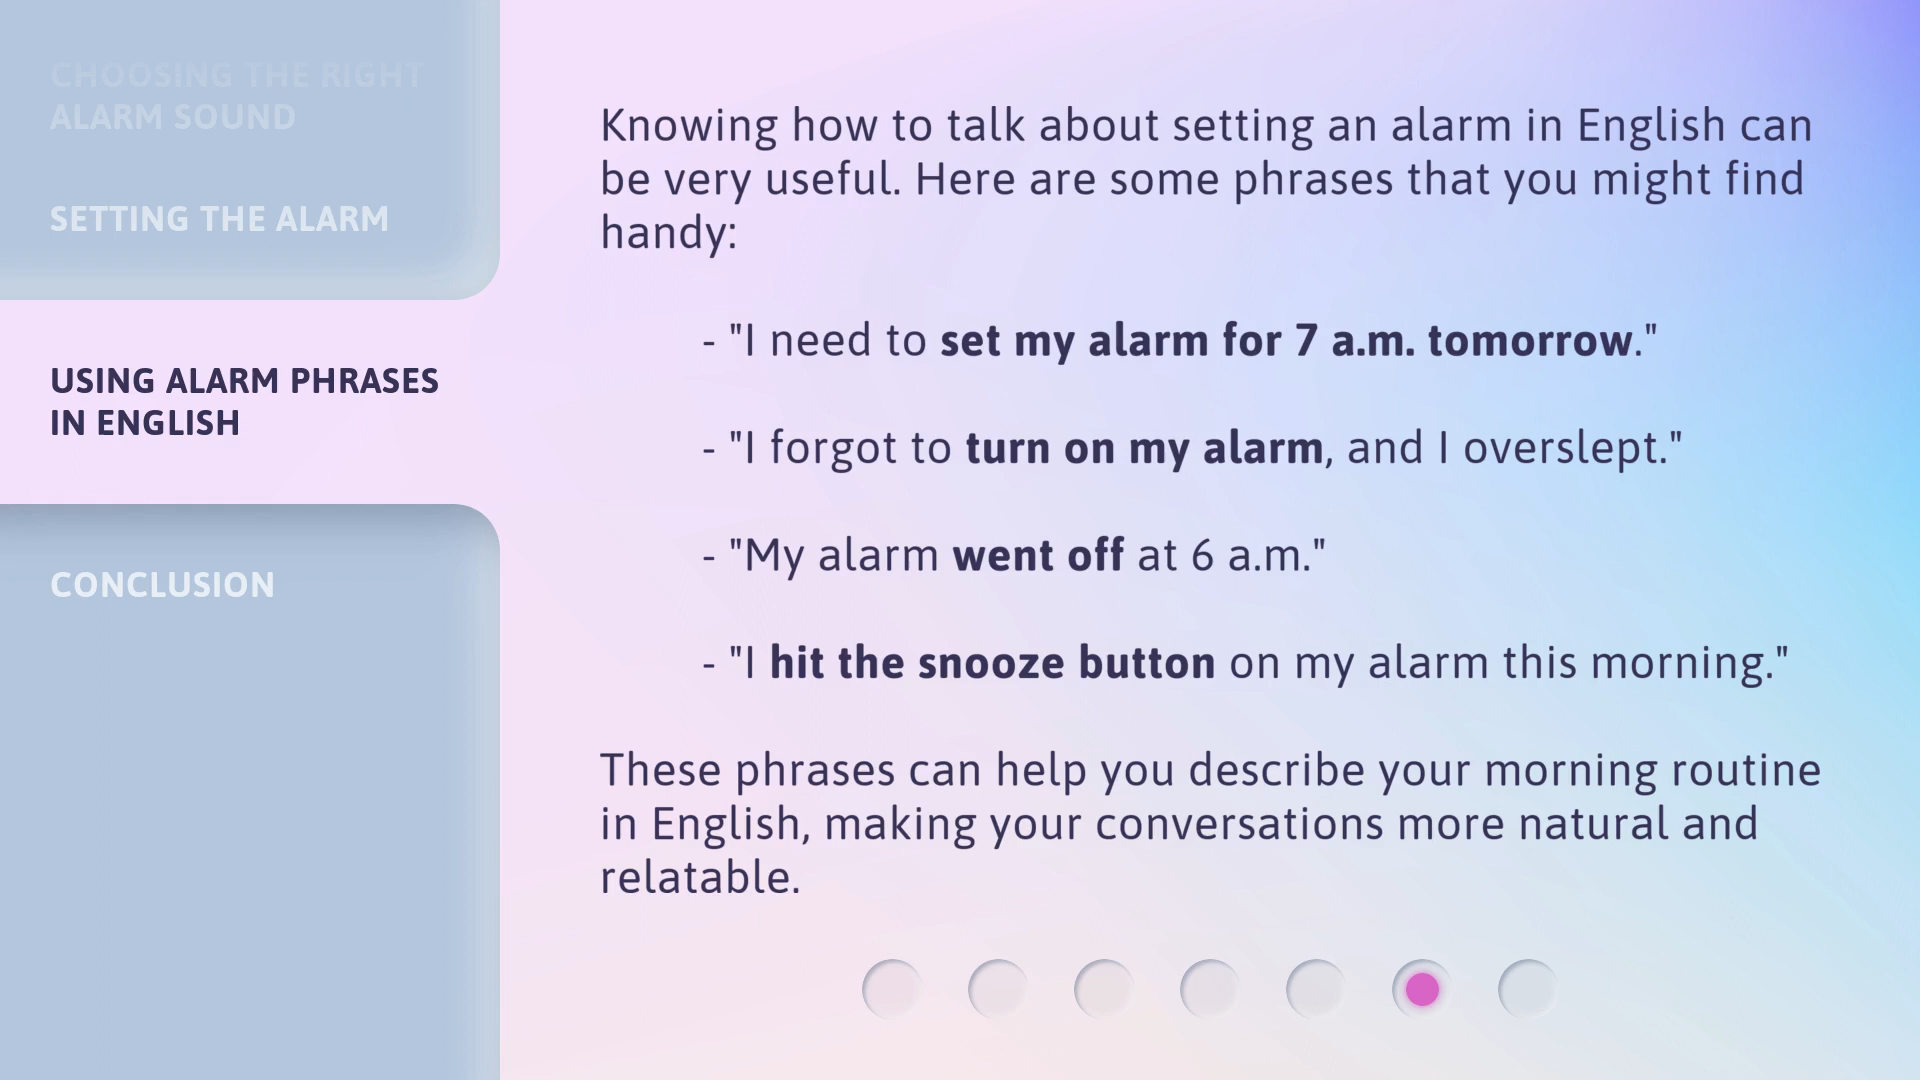 CHOOSING THE RIGHT
ALARM SOUND
SETTING THE ALARM
USING ALARM PHRASES
IN ENGLISH
CONCLUSION
Knowing how to talk about setting an alarm in English can
be very useful. Here are some phrases that you might find
handy:
- "I need to set my alarm for 7 a.m. tomorrow."
- "I forgot to turn on my alarm, and I overslept."
- "My alarm went off at 6 a.m."
- "I hit the snooze button on my alarm this morning."
These phrases can help you describe your morning routine
in English, making your conversations more natural and
relatable.